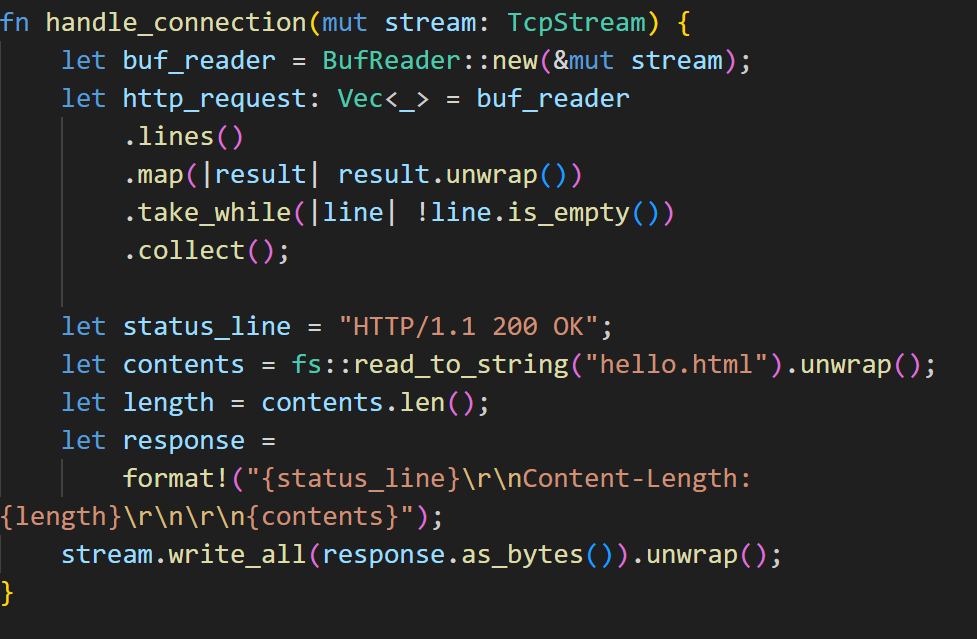 fn handle_connection(mut stream: TcpStream) {
    let buf_reader = BufReader::new(&mut stream);
    let http_request: Vec<_> = buf_reader
        .lines()
        .map(|result| result.unwrap())
        .take_while(|line| !line.is_empty())
        .collect();

    let status_line = "HTTP/1.1 200 OK";
    let contents = fs::read_to_string("hello.html").unwrap();
    let length = contents.len();
    let response =
        format!("{status_line}\r\nContent-Length:
{length}\r\n\r\n{contents}");
    stream.write_all(response.as_bytes()).unwrap();
}